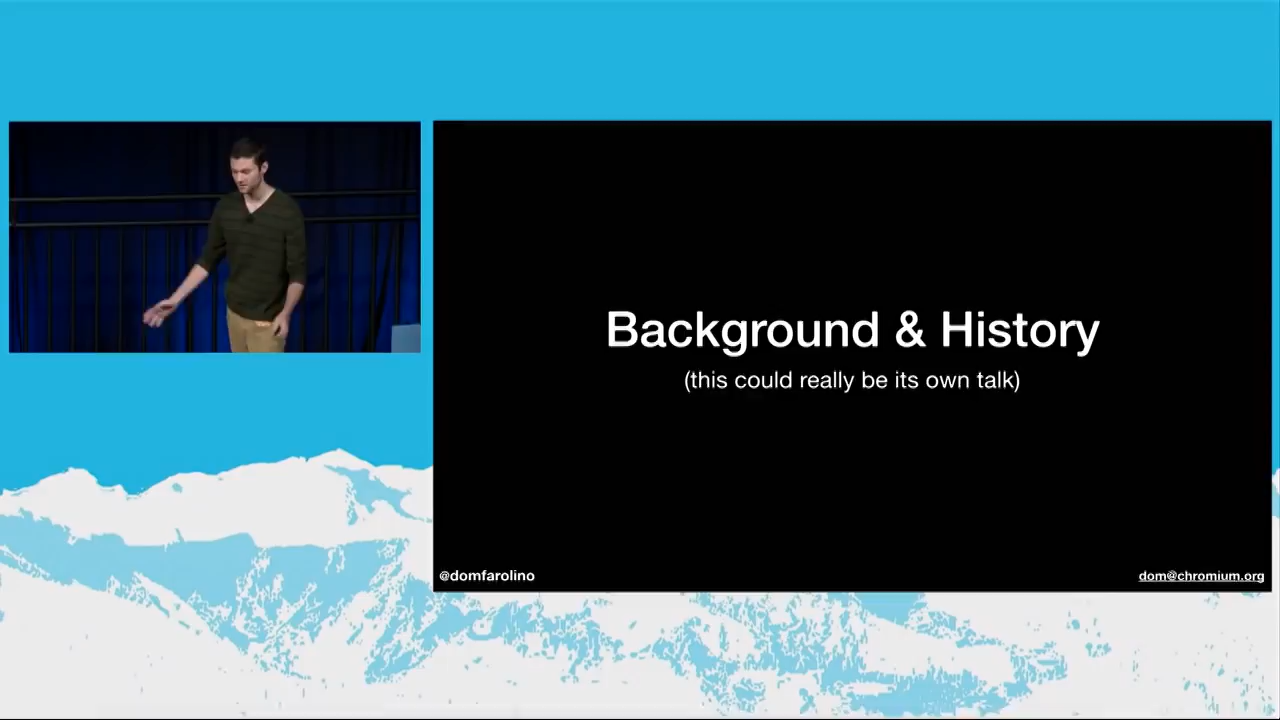 Background & History
(this could really be its own talk)
@domfarolino
dom@chromium.org